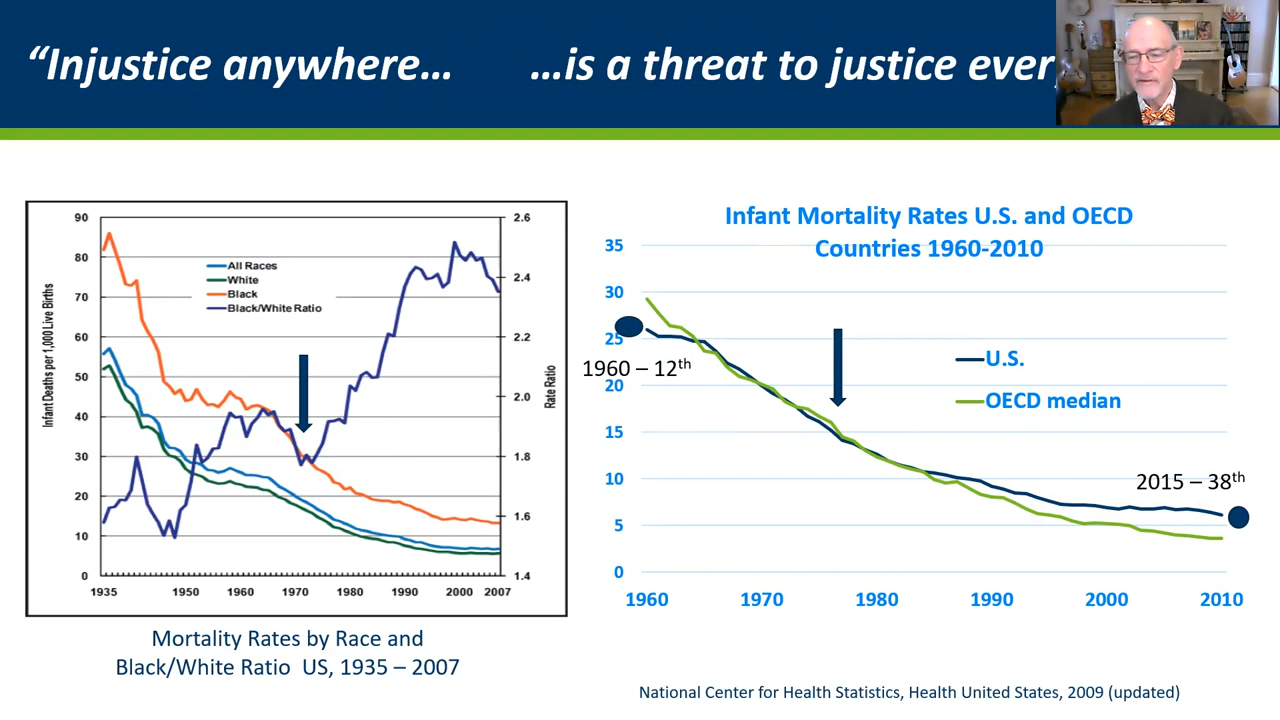 “Injustice anywhere… …is a threat to justice ever
90
80
70
60
50
40
30
20
10
0
Infant Deaths per 1,000 Live Births
All Races
White
Black
Black/White Ratio
2.6
2.4
2.2
2.0
1.8
1.6
1.4
Rate Ratio
1935 1950 1960 1970 1980 1990 2000 2007
Mortality Rates by Race and
Black/White Ratio US, 1935 – 2007
Infant Mortality Rates U.S. and OECD
Countries 1960-2010
35
30
25
20
15
10
5
0
1960 – 12th
U.S.
OECD median
2015 – 38th
1960 1970 1980 1990 2000 2010
National Center for Health Statistics, Health United States, 2009 (updated)